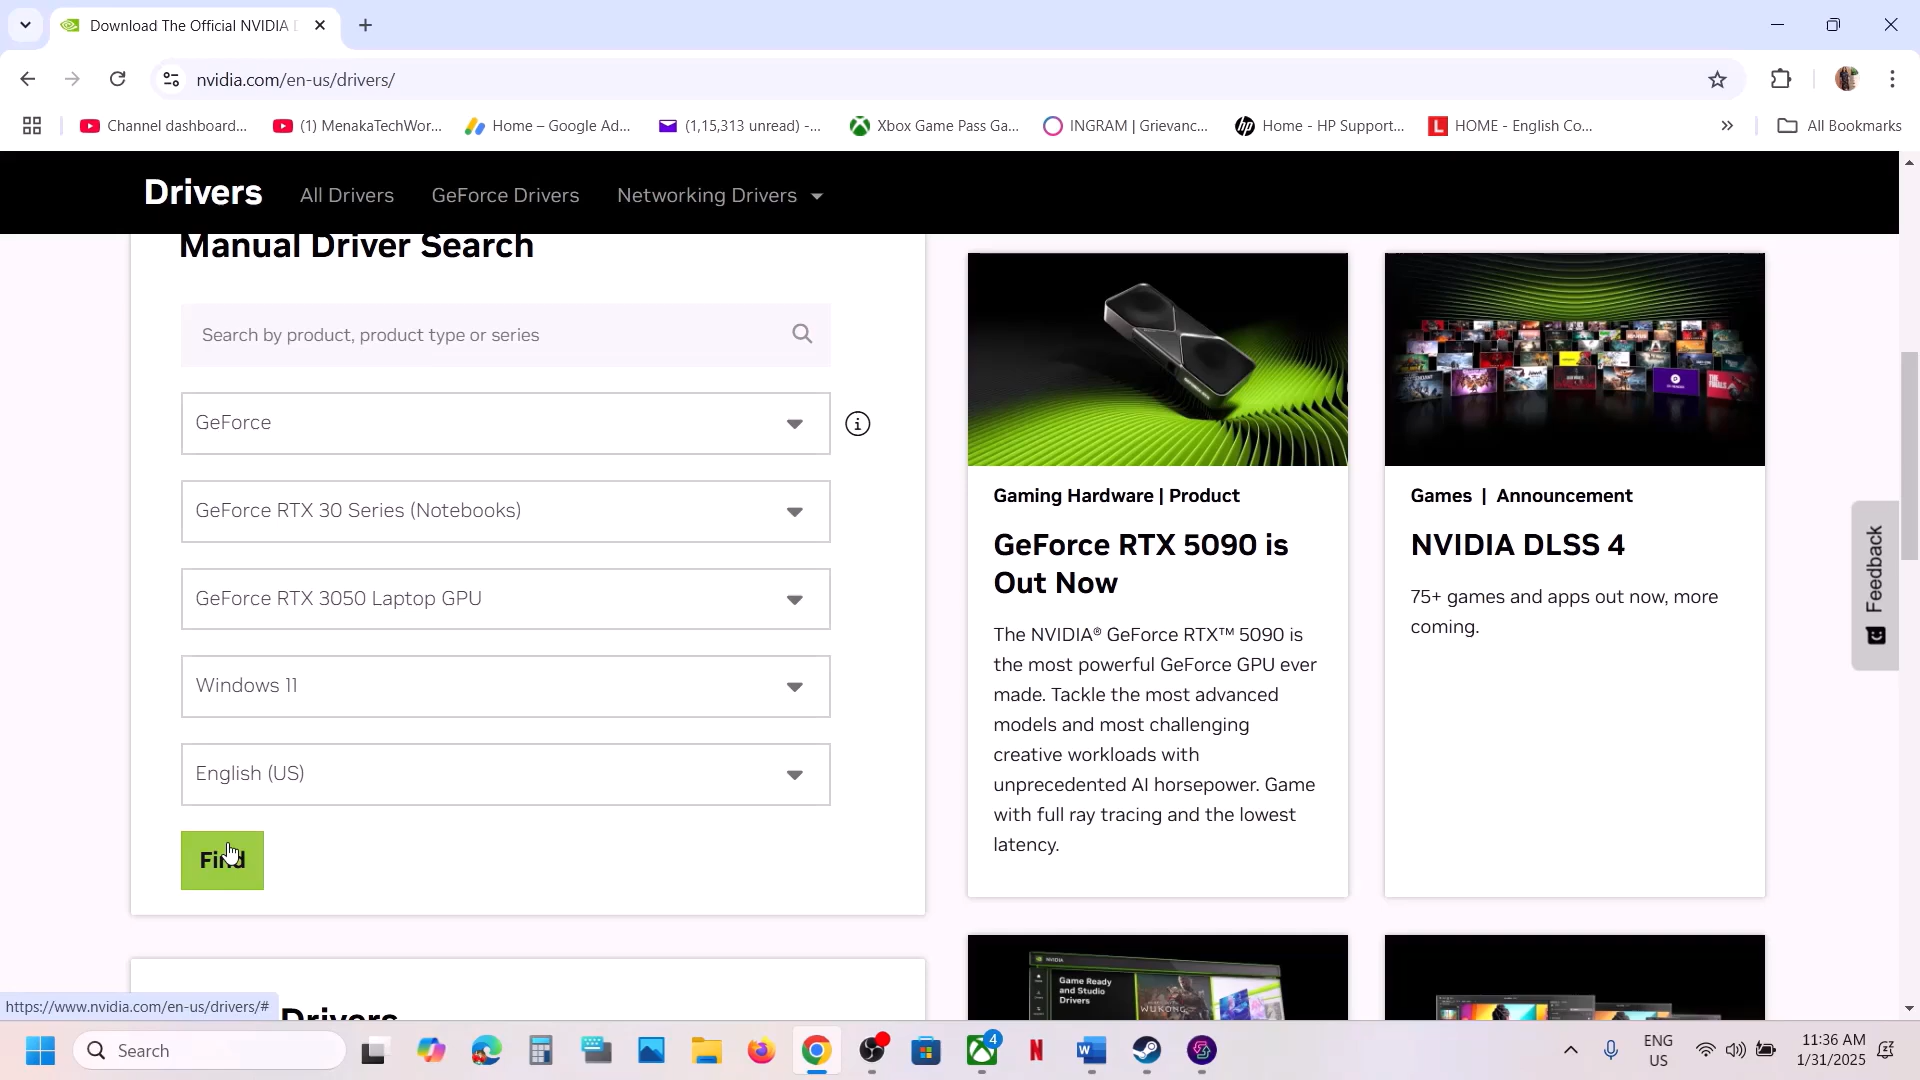 Download The Official NVIDIA
nvidia.com/en-us/drivers/
Channel dashboard...
(1) MenakaTechWor...
Home – Google Ad...
(1,15,313 unread) -...
Xbox Game Pass Ga...
INGRAM | Grievanc...
Home - HP Support...
HOME - English Co...
All Bookmarks
Drivers
All Drivers
GeForce Drivers
Networking Drivers
Manual Driver Search
Search by product, product type or series
GeForce
GeForce RTX 30 Series (Notebooks)
GeForce RTX 3050 Laptop GPU
Windows 11
English (US)
Find
Gaming Hardware | Product
GeForce RTX 5090 is
Out Now
The NVIDIA® GeForce RTX™ 5090 is
the most powerful GeForce GPU ever
made. Tackle the most advanced
models and most challenging
creative workloads with
unprecedented AI horsepower. Game
with full ray tracing and the lowest
latency.
Games | Announcement
NVIDIA DLSS 4
75+ games and apps out now, more
coming.
Feedback
NVIDIA
Game Ready
and Studio
Drivers
WUKONG
Drivers
https://www.nvidia.com/en-us/drivers/#
Search
4
ENG
US
11:36 AM
1/31/2025